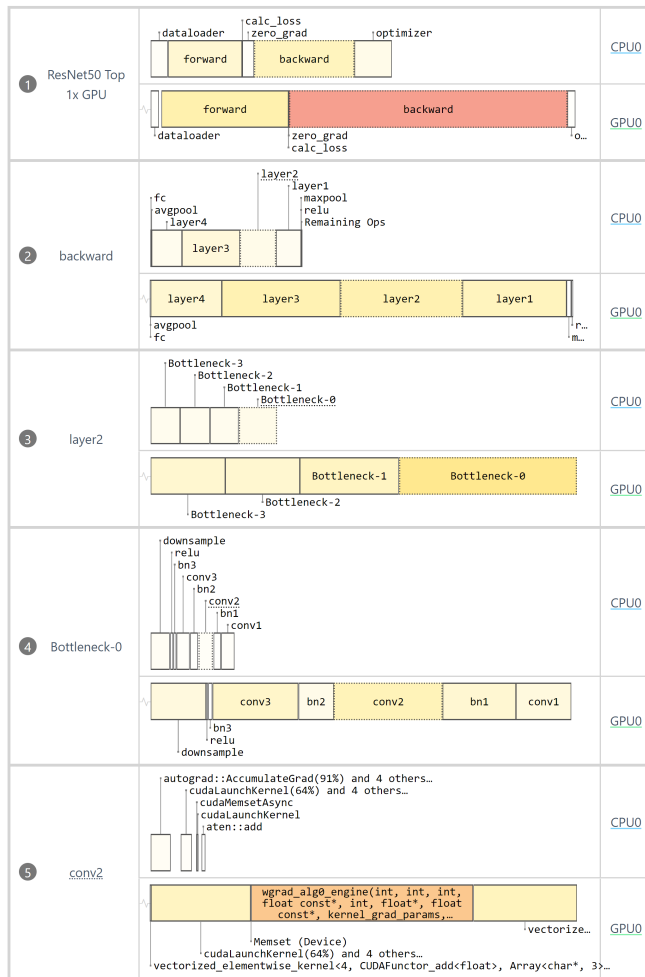 calc_loss
dataloader
zero_grad
optimizer
forward
backward
CPU0
1
ResNet50 Top
1x GPU
forward
backward
GPU0
dataloader
zero_grad
o…
calc_loss
layer2
layer1
fc
maxpool
avgpool
relu
layer4
Remaining Ops
CPU0
layer3
2
backward
layer4
layer3
layer2
layer1
GPU0
avgpool
r…
fc
m…
Bottleneck-3
Bottleneck-2
Bottleneck-1
Bottleneck-0
CPU0
3
layer2
Bottleneck-1
Bottleneck-0
GPU0
Bottleneck-2
Bottleneck-3
downsample
relu
bn3
conv3
bn2
conv2
bn1
conv1
CPU0
4
Bottleneck-0
conv3
bn2
conv2
bn1
conv1
GPU0
bn3
relu
downsample
autograd::AccumulateGrad(91%) and 4 others…
cudaLaunchKernel(64%) and 4 others…
cudaMemsetAsync
cudaLaunchKernel
aten::add
CPU0
5
conv2
wgrad_alg0_engine(int, int, int,
float const*, int, float*, float
const*, kernel_grad_params,…
vectorize…
GPU0
Memset (Device)
cudaLaunchKernel(64%) and 4 others…
vectorized_elementwise_kernel<4, CUDAFunctor_add<float>, Array<char*, 3>…